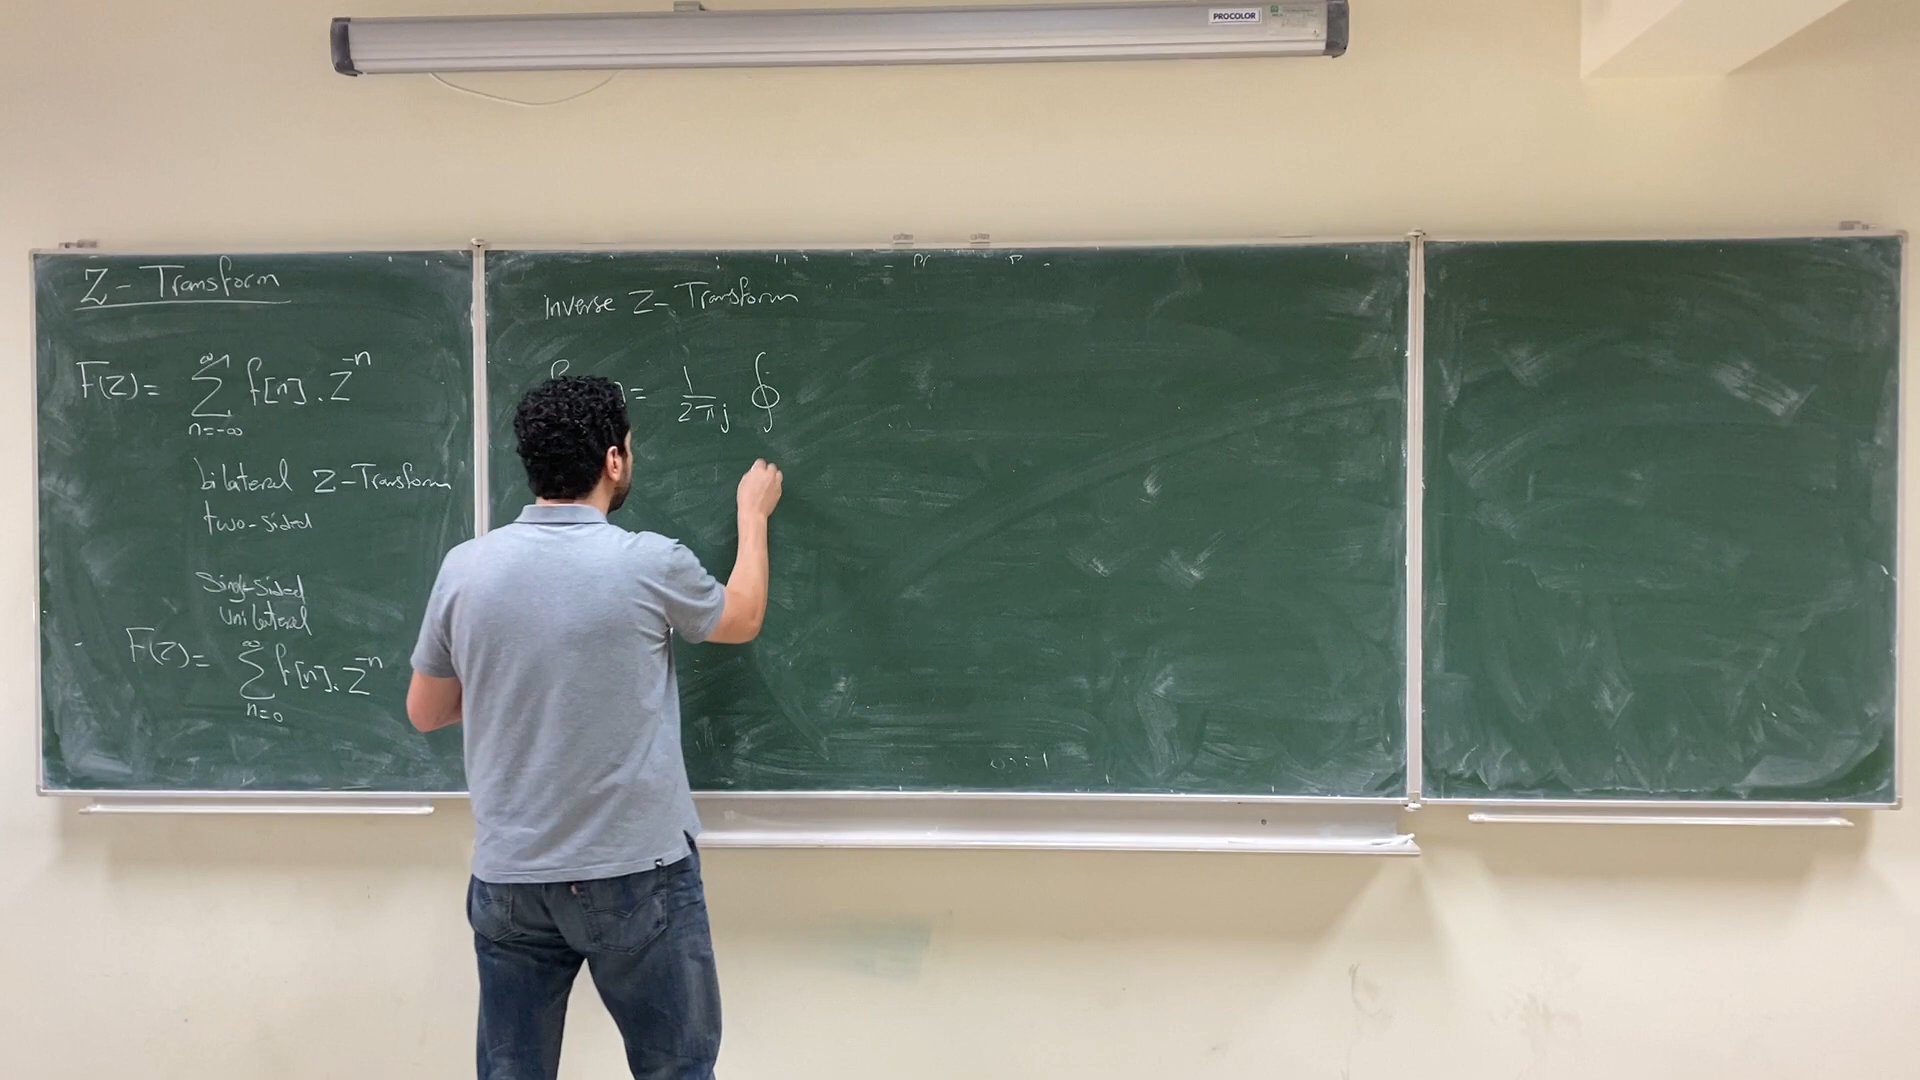 PROCOLOR
Z - Transform
F(Z) = ∞ Σ n=-∞ f[n] . Z^-n
bilateral Z-Transform
two-sided
Single-Sided
Unilateral
F(Z) = ∞ Σ n=0 f[n] . Z^-n
inverse Z-Transform
= 1/2πj ∮